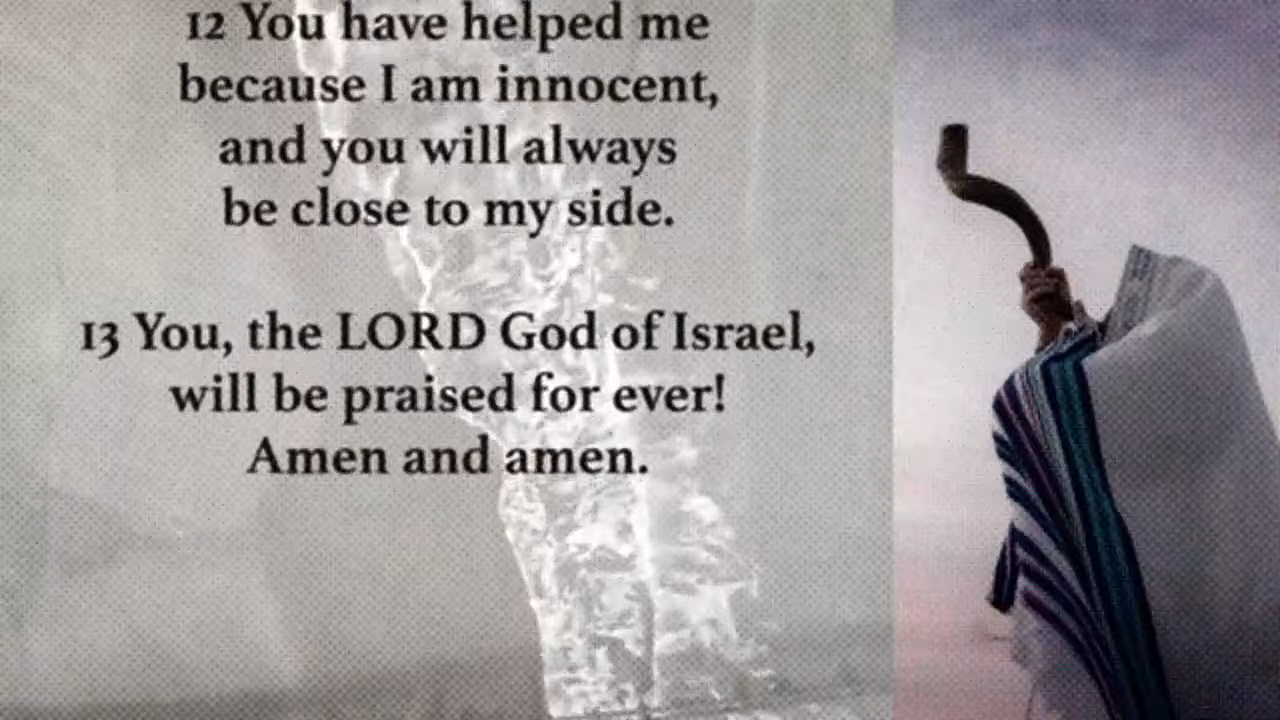 12 You have helped me
because I am innocent,
and you will always
be close to my side.
13 You, the LORD God of Israel,
will be praised for ever!
Amen and amen.